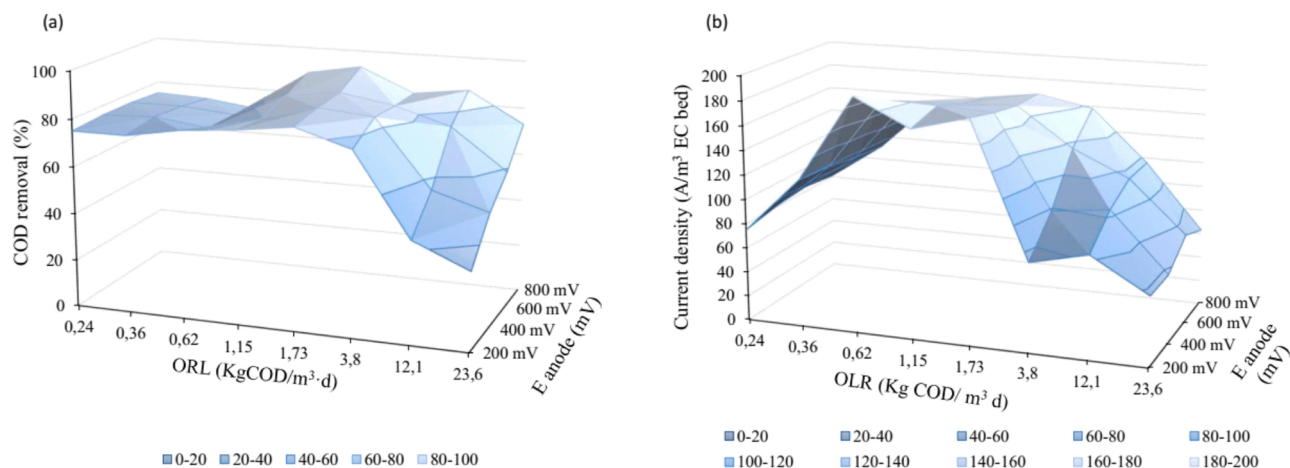 (a)
100
80
60
40
20
0
COD removal (%)
0,24
0,36
0,62
1,15
1,73
3,8
12,1
23,6
ORL (KgCOD/m³·d)
800 mV
600 mV
400 mV
200 mV
E anode (mV)
0-20 20-40 40-60 60-80 80-100
(b)
200
180
160
140
120
100
80
60
40
20
0
Current density (A/m³ EC bed)
0,24
0,36
0,62
1,15
1,73
3,8
12,1
23,6
OLR (Kg COD/ m³ d)
800 mV
600 mV
400 mV
200 mV
E anode
(mV)
0-20 20-40 40-60 60-80 80-100
100-120 120-140 140-160 160-180 180-200